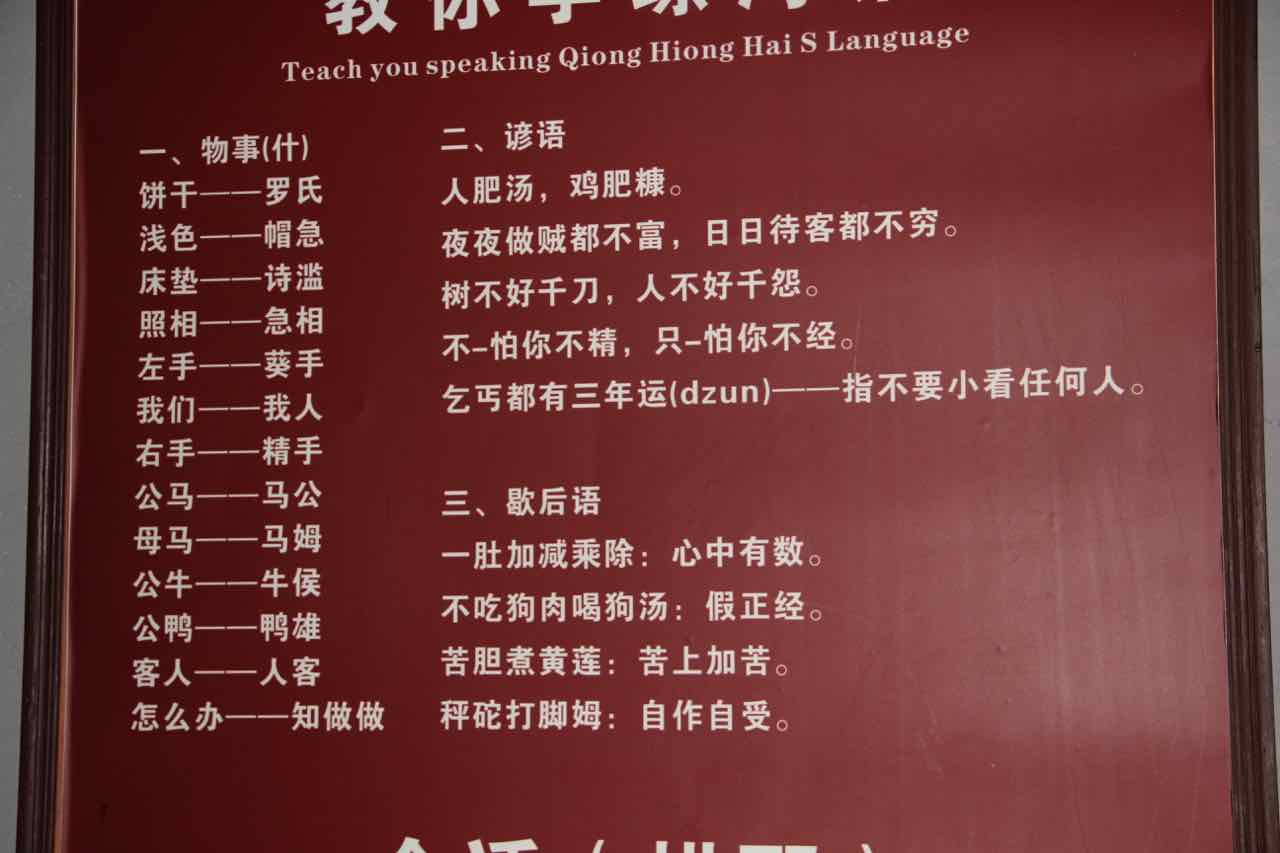 教你学
Teach you speaking Qiong Hiong Hai S Language
一、物事(什)
饼干——罗氏
浅色——帽急
床垫——诗滥
照相——急相
左手——葵手
我们——我人
右手——精手
公马——马公
母马——马姆
公牛——牛侯
公鸭——鸭雄
客人——人客
怎么办——知做做
二、谚语
人肥汤，鸡肥糠。
夜夜做贼都不富，日日待客都不穷。
树不好千刀，人不好千怨。
不-怕你不精，只-怕你不经。
乞丐都有三年运(dzun)——指不要小看任何人。
三、歇后语
一肚加减乘除：心中有数。
不吃狗肉喝狗汤：假正经。
苦胆煮黄莲：苦上加苦。
秤砣打脚姆：自作自受。